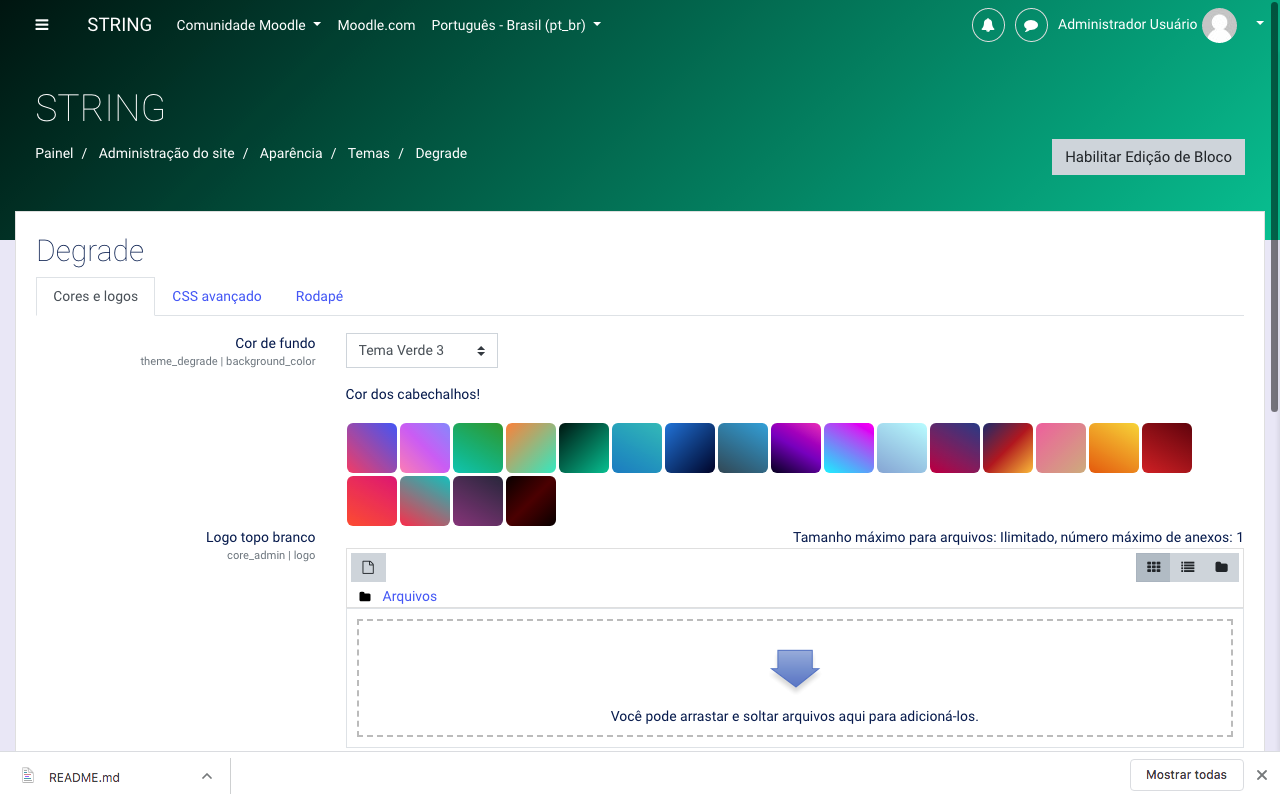 STRING Comunidade Moodle Moodle.com Português - Brasil (pt_br) Administrador Usuário
STRING
Painel / Administração do site / Aparência / Temas / Degrade
Habilitar Edição de Bloco
Degrade
Cores e logos CSS avançado Rodapé
Cor de fundo Tema Verde 3
theme_degrade | background_color
Cor dos cabechalhos!
Logo topo branco Tamanho máximo para arquivos: Ilimitado, número máximo de anexos: 1
core_admin | logo
Arquivos
Você pode arrastar e soltar arquivos aqui para adicioná-los.
README.md Mostrar todas